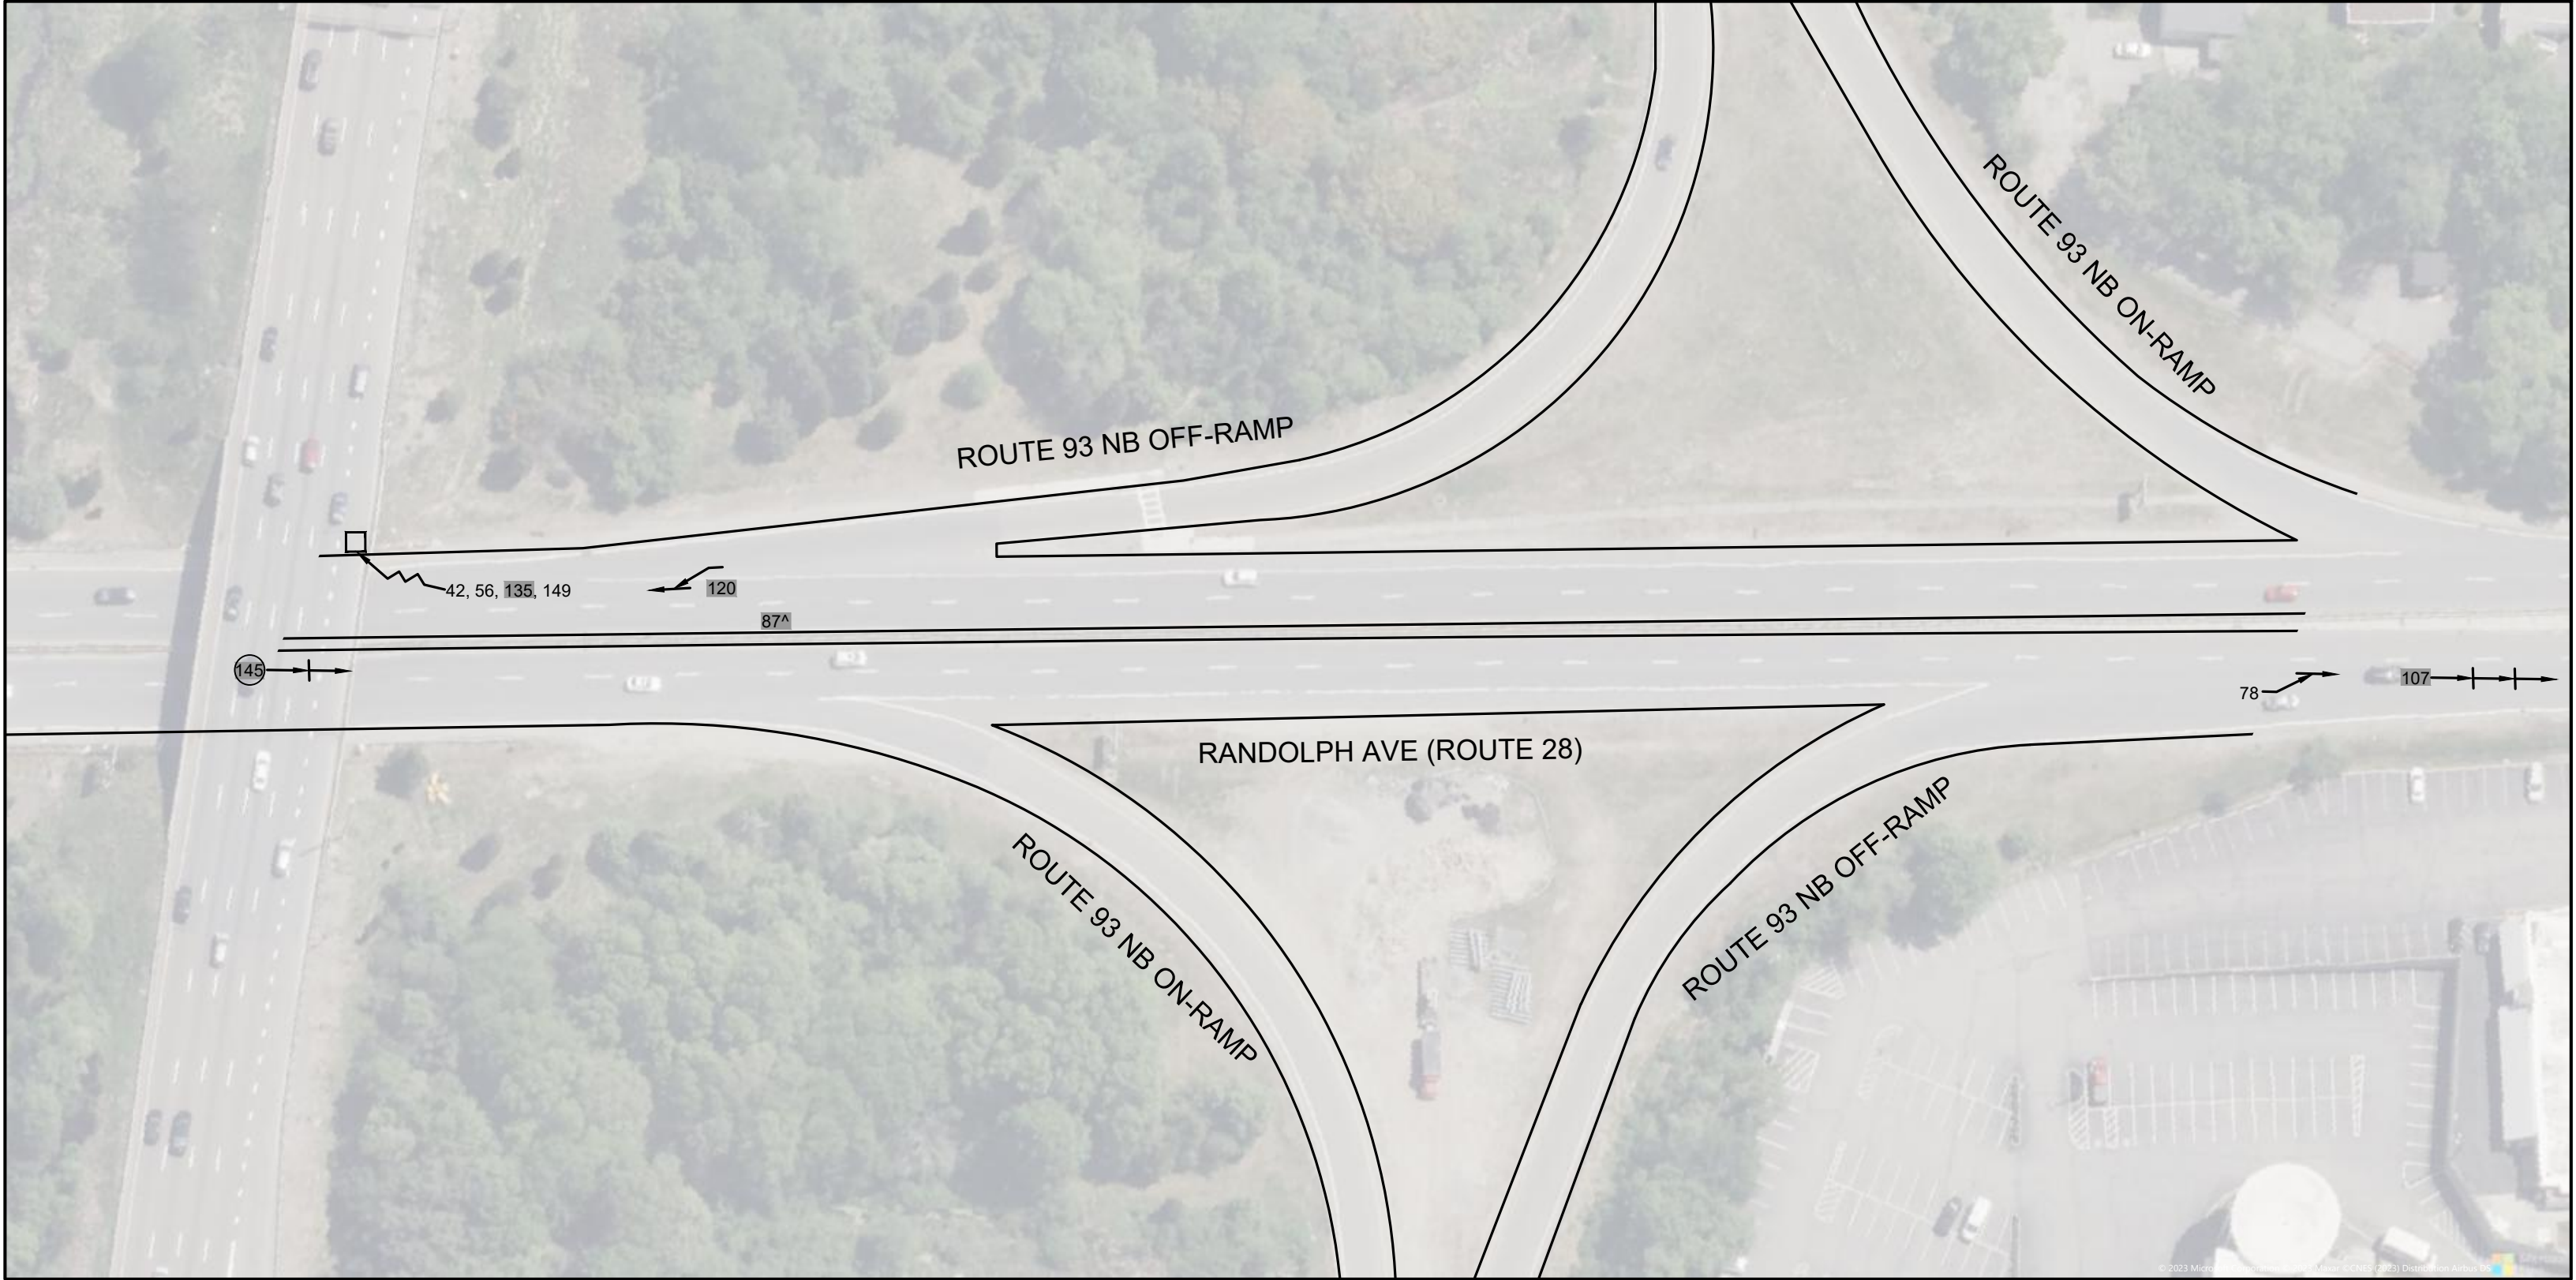 ROUTE 93 NB ON-RAMP
ROUTE 93 NB OFF-RAMP
42, 56, 135, 149
120
87^
145
78
107
RANDOLPH AVE (ROUTE 28)
ROUTE 93 NB ON-RAMP
ROUTE 93 NB OFF-RAMP